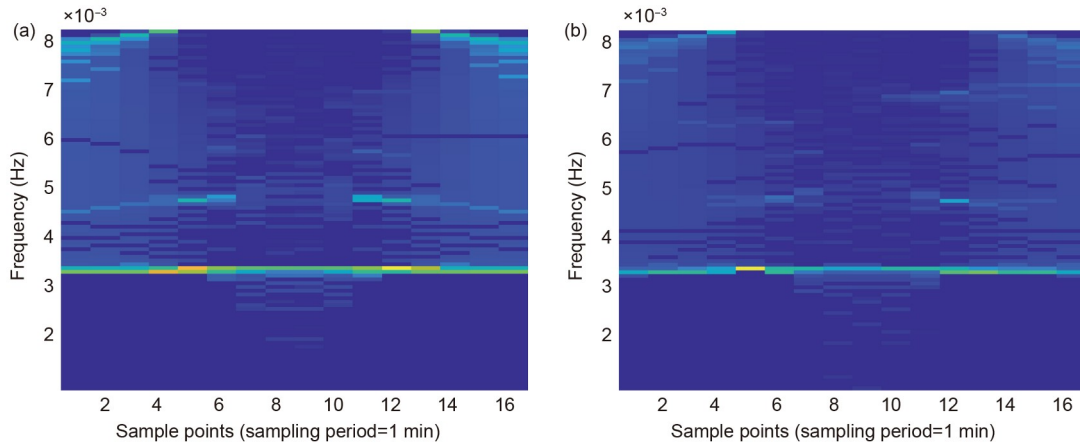 (a)
×10⁻³
Frequency (Hz)
8
7
6
5
4
3
2
2 4 6 8 10 12 14 16
Sample points (sampling period=1 min)
(b)
×10⁻³
Frequency (Hz)
8
7
6
5
4
3
2
2 4 6 8 10 12 14 16
Sample points (sampling period=1 min)